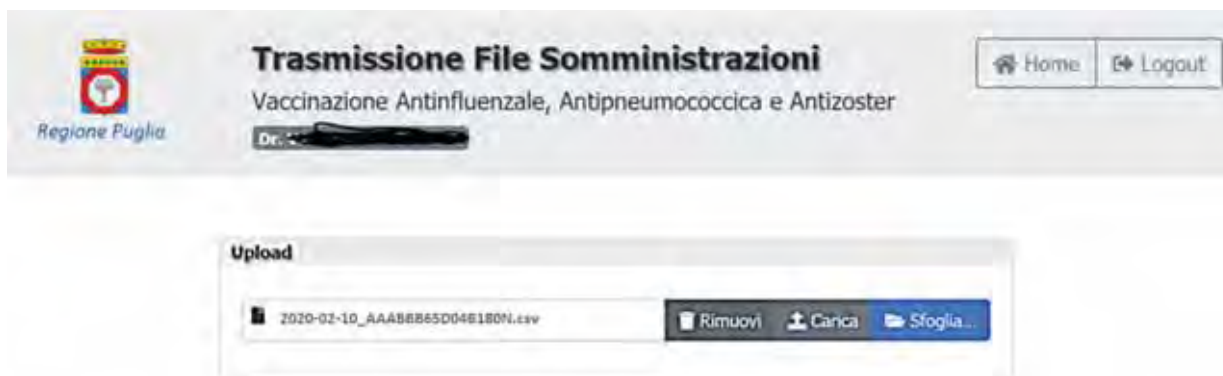 Trasmissione File Somministrazioni
Home
Logout
Vaccinazione Antinfluenzale, Antipneumococcica e Antizoster
Regione Puglia
Dr.
Upload
2020-02-10_AAABBB65D04B180N.csv
Rimuovi
Carica
Sfoglia...